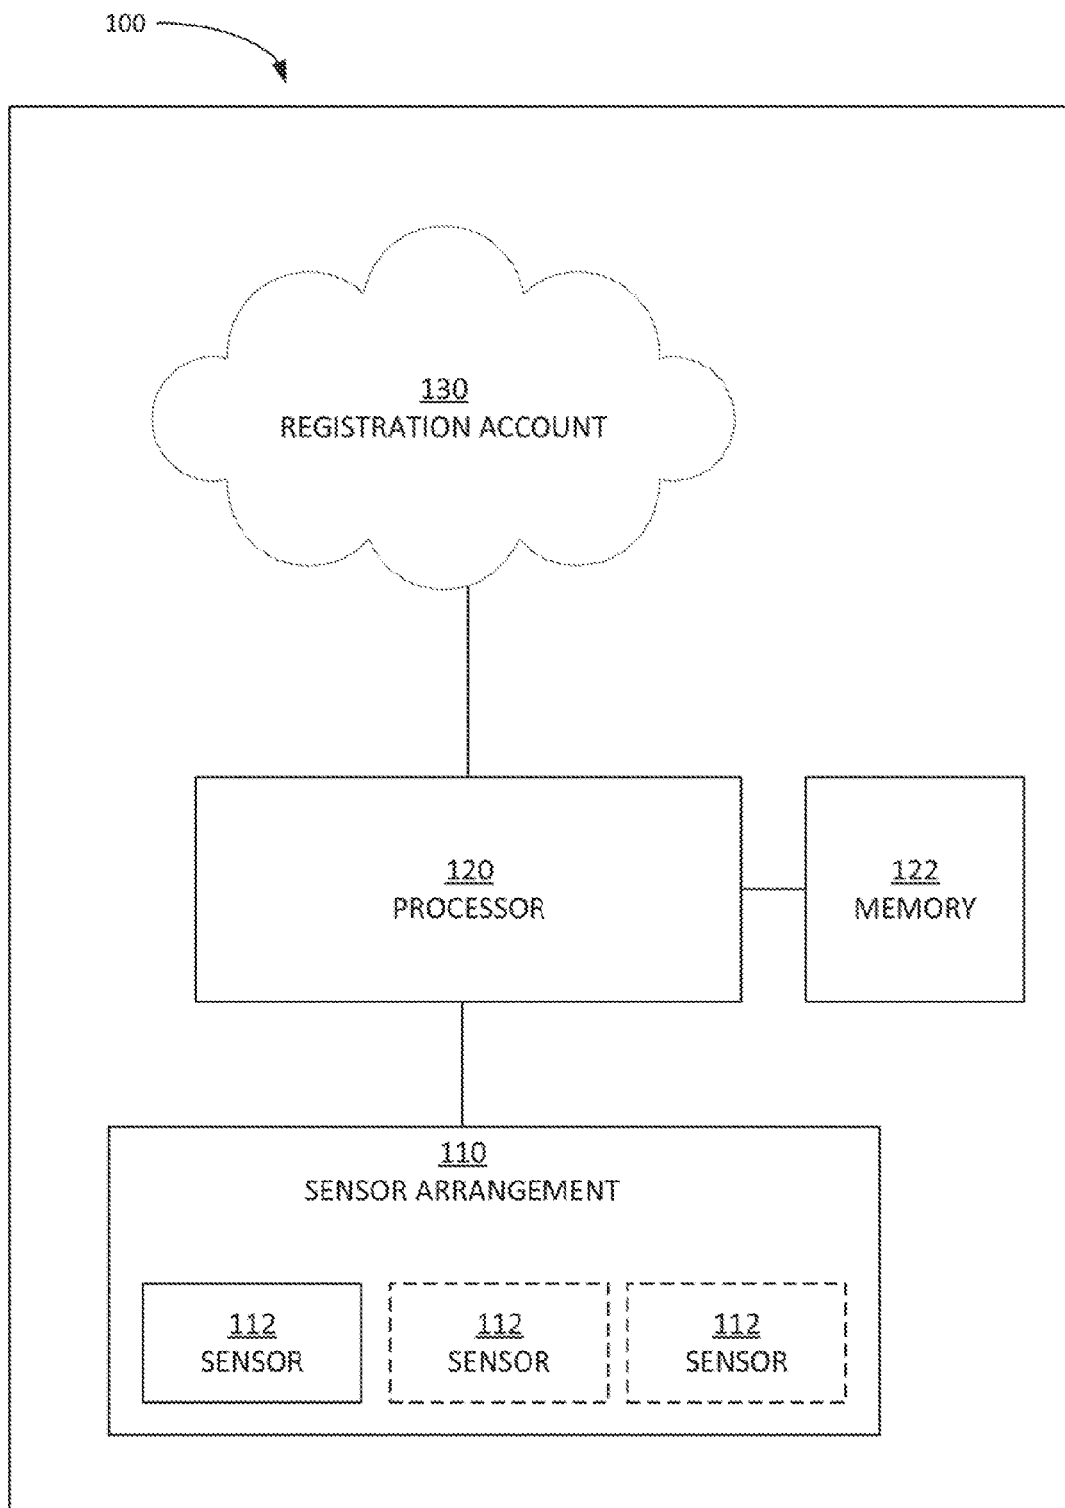 100
130
REGISTRATION ACCOUNT
120
PROCESSOR
122
MEMORY
110
SENSOR ARRANGEMENT
112
SENSOR
112
SENSOR
112
SENSOR